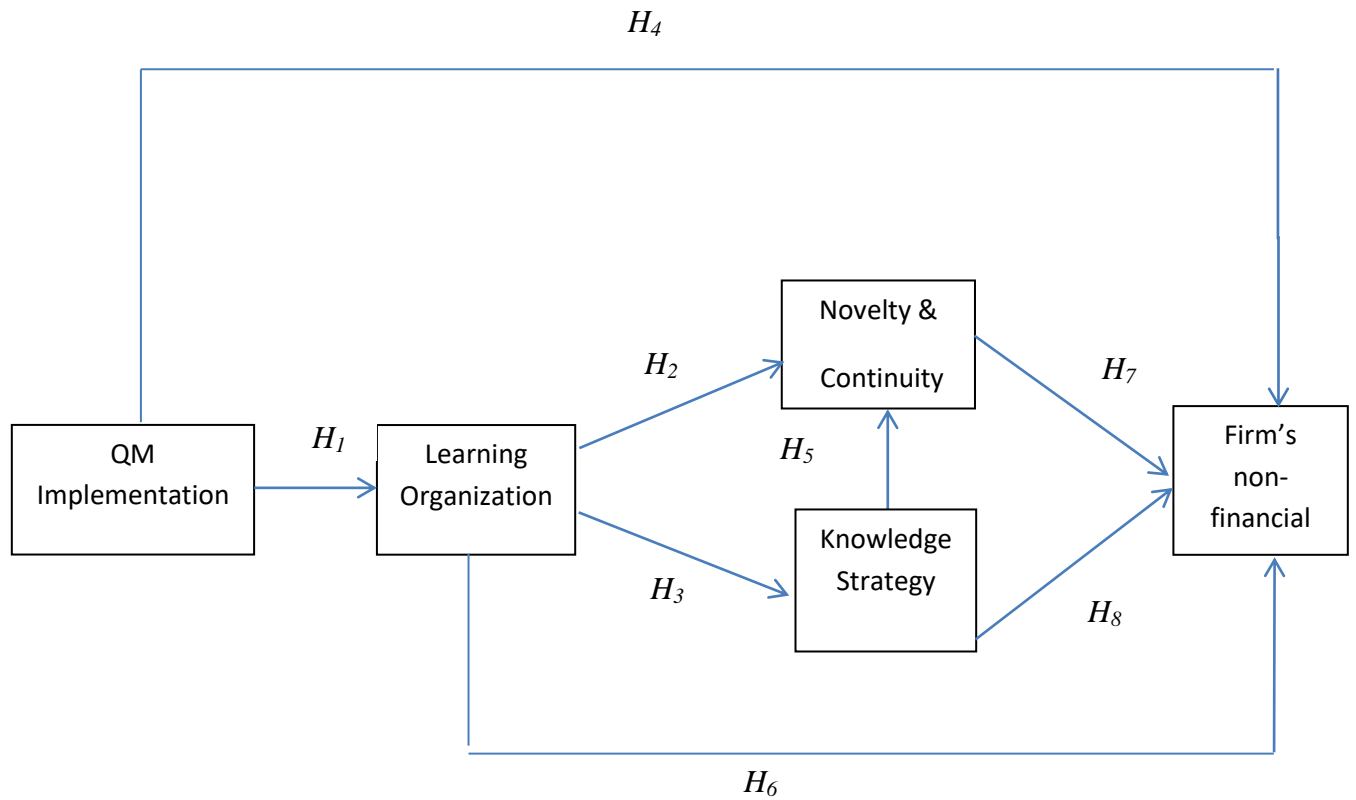 H₄
Novelty &
Continuity
H₂
H₇
QM
Implementation
H₁
Learning
Organization
H₅
Firm’s
non-
financial
Knowledge
Strategy
H₃
H₈
H₆